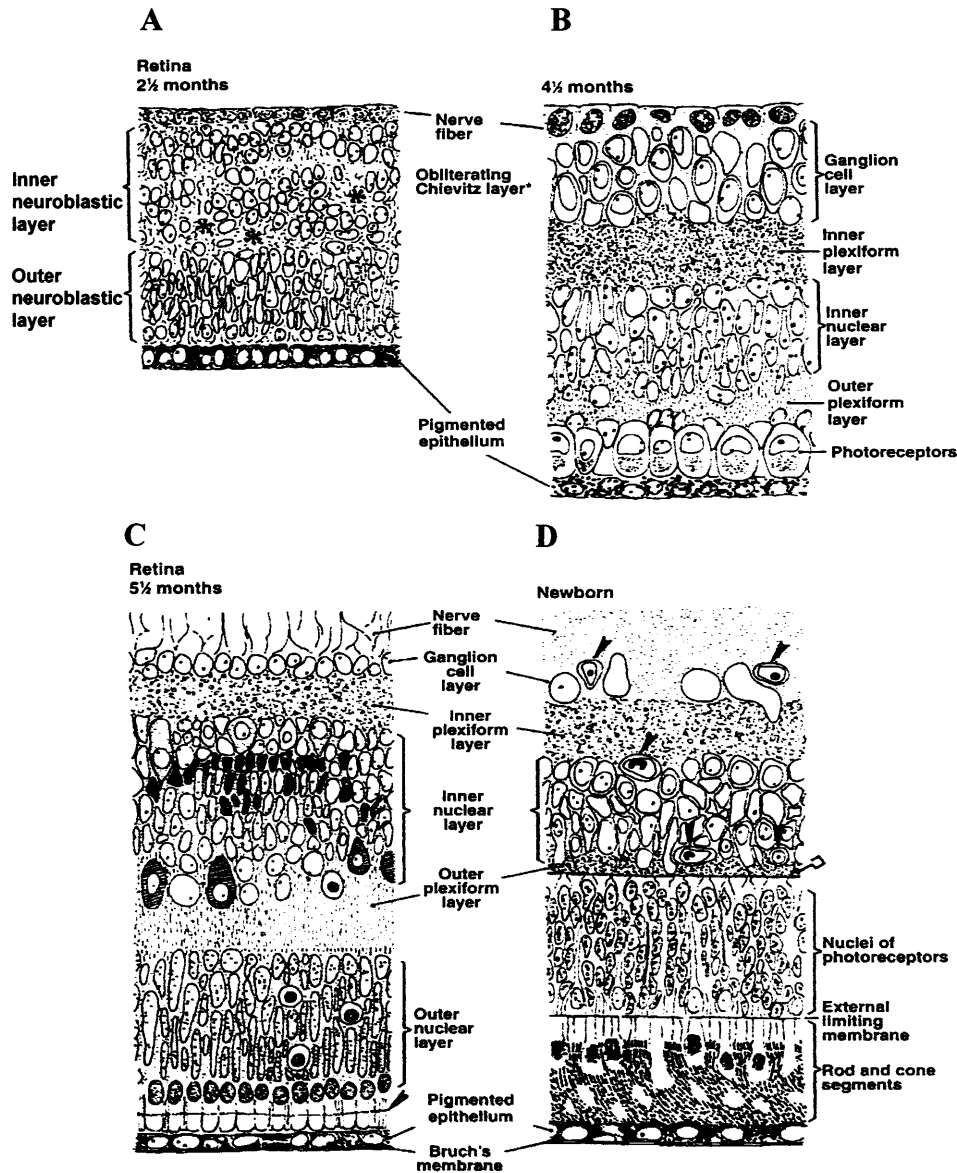 A
Retina
2½ months
Nerve
fiber
Inner
neuroblastic
layer
Obliterating
Chievitz layer*
Outer
neuroblastic
layer
Pigmented
epithelium
B
4½ months
Ganglion
cell
layer
Inner
plexiform
layer
Inner
nuclear
layer
Outer
plexiform
layer
Photoreceptors
C
Retina
5½ months
Nerve
fiber
Ganglion
cell
layer
Inner
plexiform
layer
Inner
nuclear
layer
Outer
plexiform
layer
Outer
nuclear
layer
Pigmented
epithelium
Bruch's
membrane
D
Newborn
Nuclei of
photoreceptors
External
limiting
membrane
Rod and cone
segments